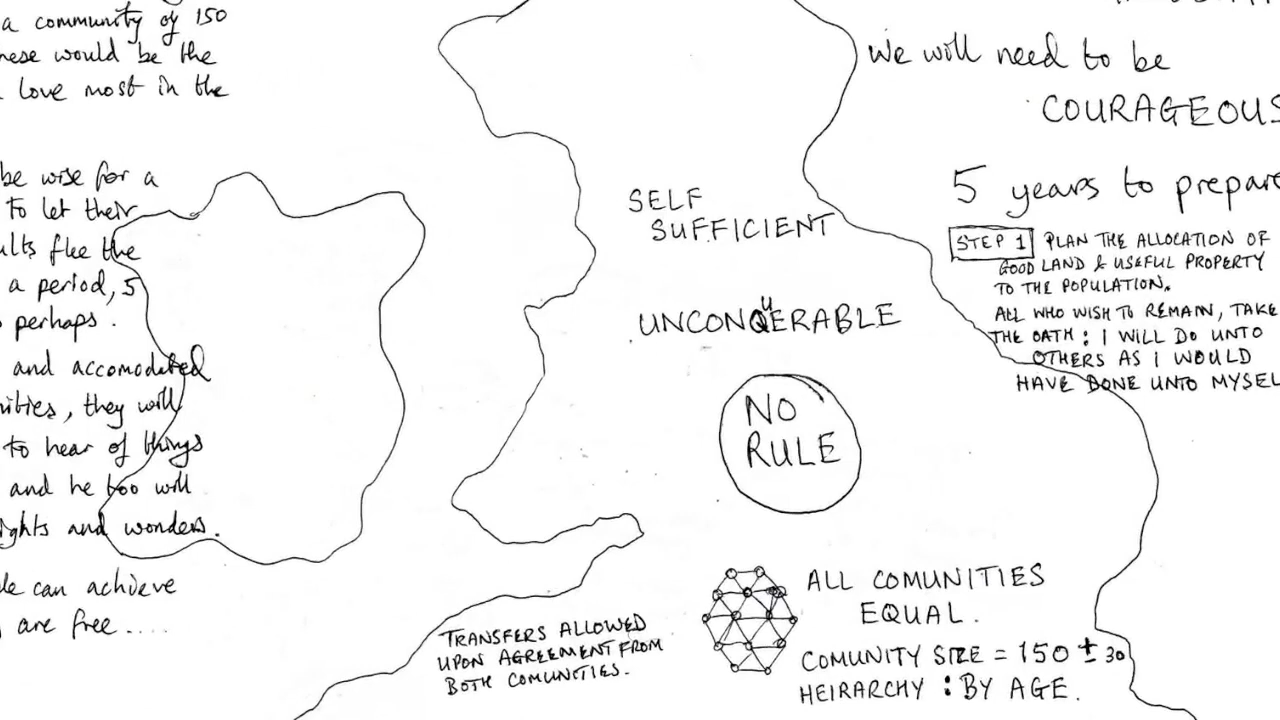 a community of 150
these would be the
love most in the
be wise for a
to let their
flee the
a period, 5
perhaps.
and accomodated
they will
to hear of things
and he too will
and wonders.
can achieve
are free....
SELF
SUFFICIENT
UNCONQUERABLE
NO
RULE
TRANSFERS ALLOWED
UPON AGREEMENT FROM
BOTH COMUNITIES.
ALL COMUNITIES
EQUAL.
COMUNITY SIZE = 150 ± 30
HEIRARCHY : BY AGE.
We will need to be
COURAGEOUS
5 years to prepare
STEP 1 PLAN THE ALLOCATION OF
GOOD LAND & USEFUL PROPERTY
TO THE POPULATION.
ALL WHO WISH TO REMAIN, TAKE
THE OATH : I WILL DO UNTO
OTHERS AS I WOULD
HAVE DONE UNTO MYSEL